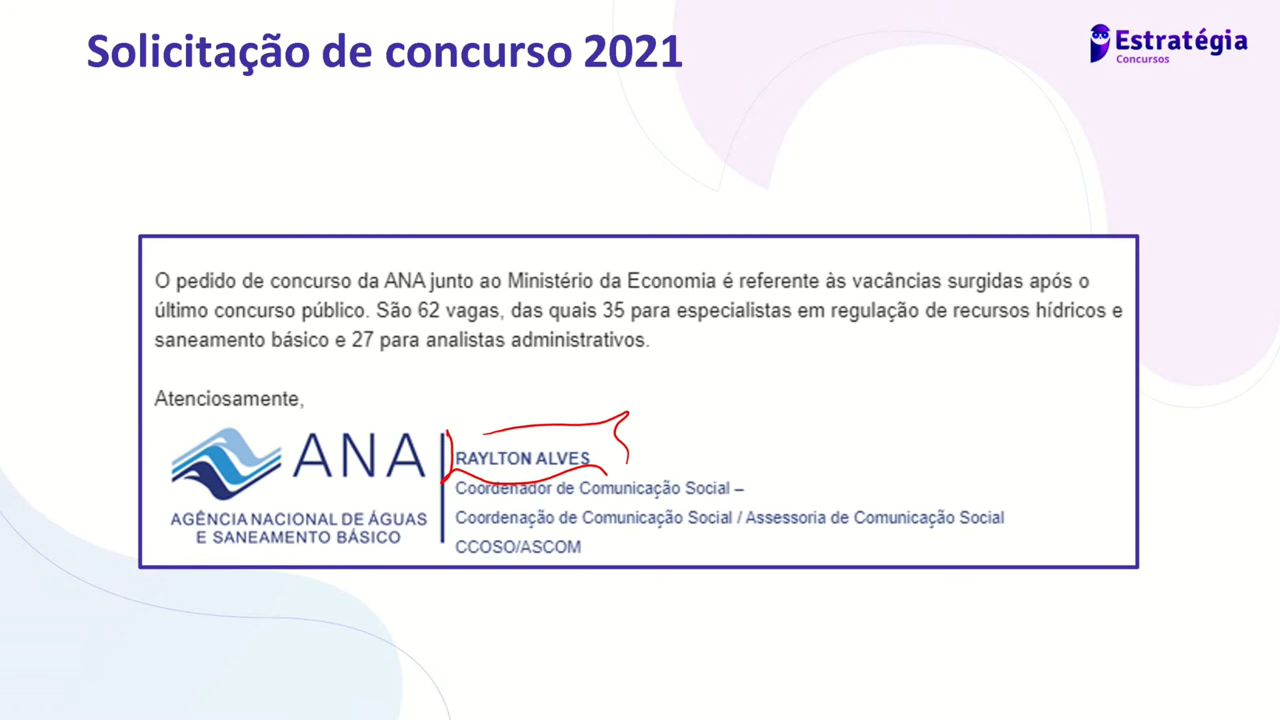 Solicitação de concurso 2021
Estratégia
Concursos
O pedido de concurso da ANA junto ao Ministério da Economia é referente às vacâncias surgidas após o
último concurso público. São 62 vagas, das quais 35 para especialistas em regulação de recursos hídricos e
saneamento básico e 27 para analistas administrativos.
Atenciosamente,
ANA
AGÊNCIA NACIONAL DE ÁGUAS
E SANEAMENTO BÁSICO
RAYLTON ALVES
Coordenador de Comunicação Social –
Coordenação de Comunicação Social / Assessoria de Comunicação Social
CCOSO/ASCOM